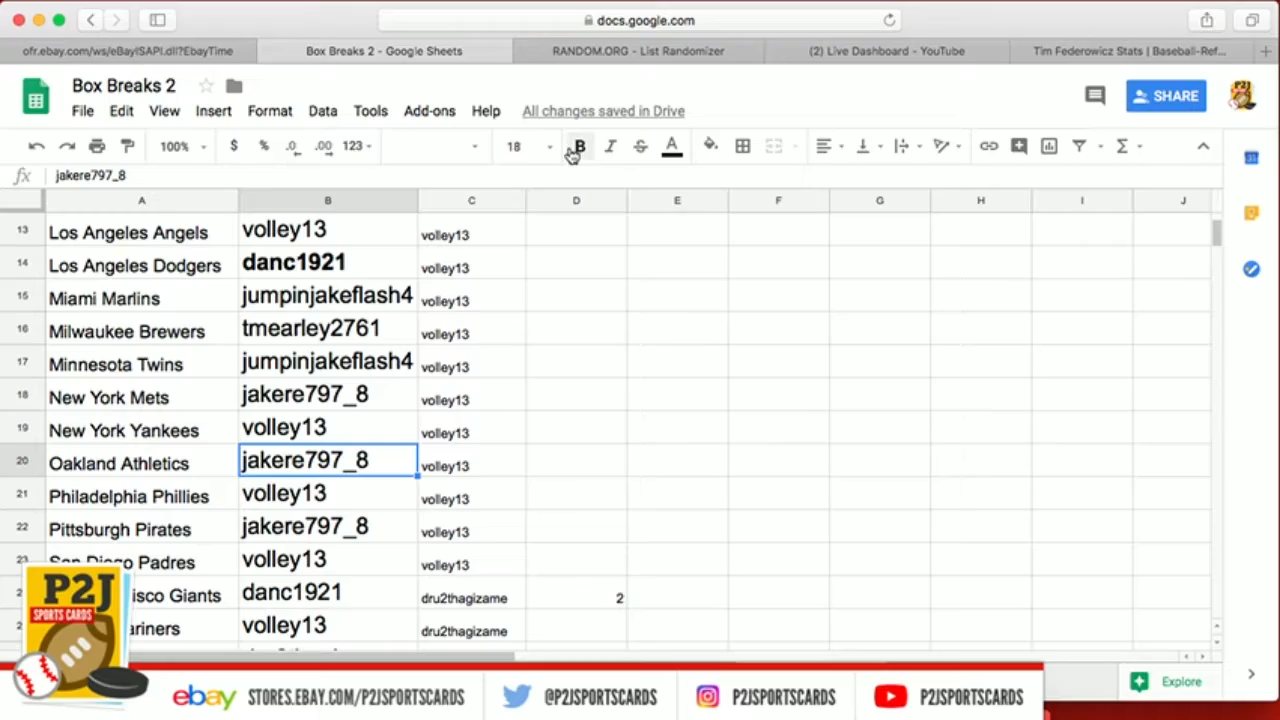 docs.google.com
ofr.ebay.com/ws/eBayISAPI.dll?EbayTime
Box Breaks 2 - Google Sheets
RANDOM.ORG - List Randomizer
(2) Live Dashboard - YouTube
Tim Federowicz Stats | Baseball-Ref...
Box Breaks 2
File Edit View Insert Format Data Tools Add-ons Help All changes saved in Drive
SHARE
100% $ % .0 .00 123 18 B I S A
fx jakere797_8
A B C D E F G H I J
13 Los Angeles Angels volley13 volley13
14 Los Angeles Dodgers danc1921 volley13
15 Miami Marlins jumpinjakeflash4 volley13
16 Milwaukee Brewers tmearley2761 volley13
17 Minnesota Twins jumpinjakeflash4 volley13
18 New York Mets jakere797_8 volley13
19 New York Yankees volley13 volley13
20 Oakland Athletics jakere797_8 volley13
21 Philadelphia Phillies volley13 volley13
22 Pittsburgh Pirates jakere797_8 volley13
23 San Diego Padres volley13 volley13
isco Giants danc1921 dru2thagizame 2
ariners volley13 dru2thagizame
P2J
SPORTS CARDS
ebay STORES.EBAY.COM/P2JSPORTSCARDS @P2JSPORTSCARDS P2JSPORTSCARDS P2JSPORTSCARDS
Explore